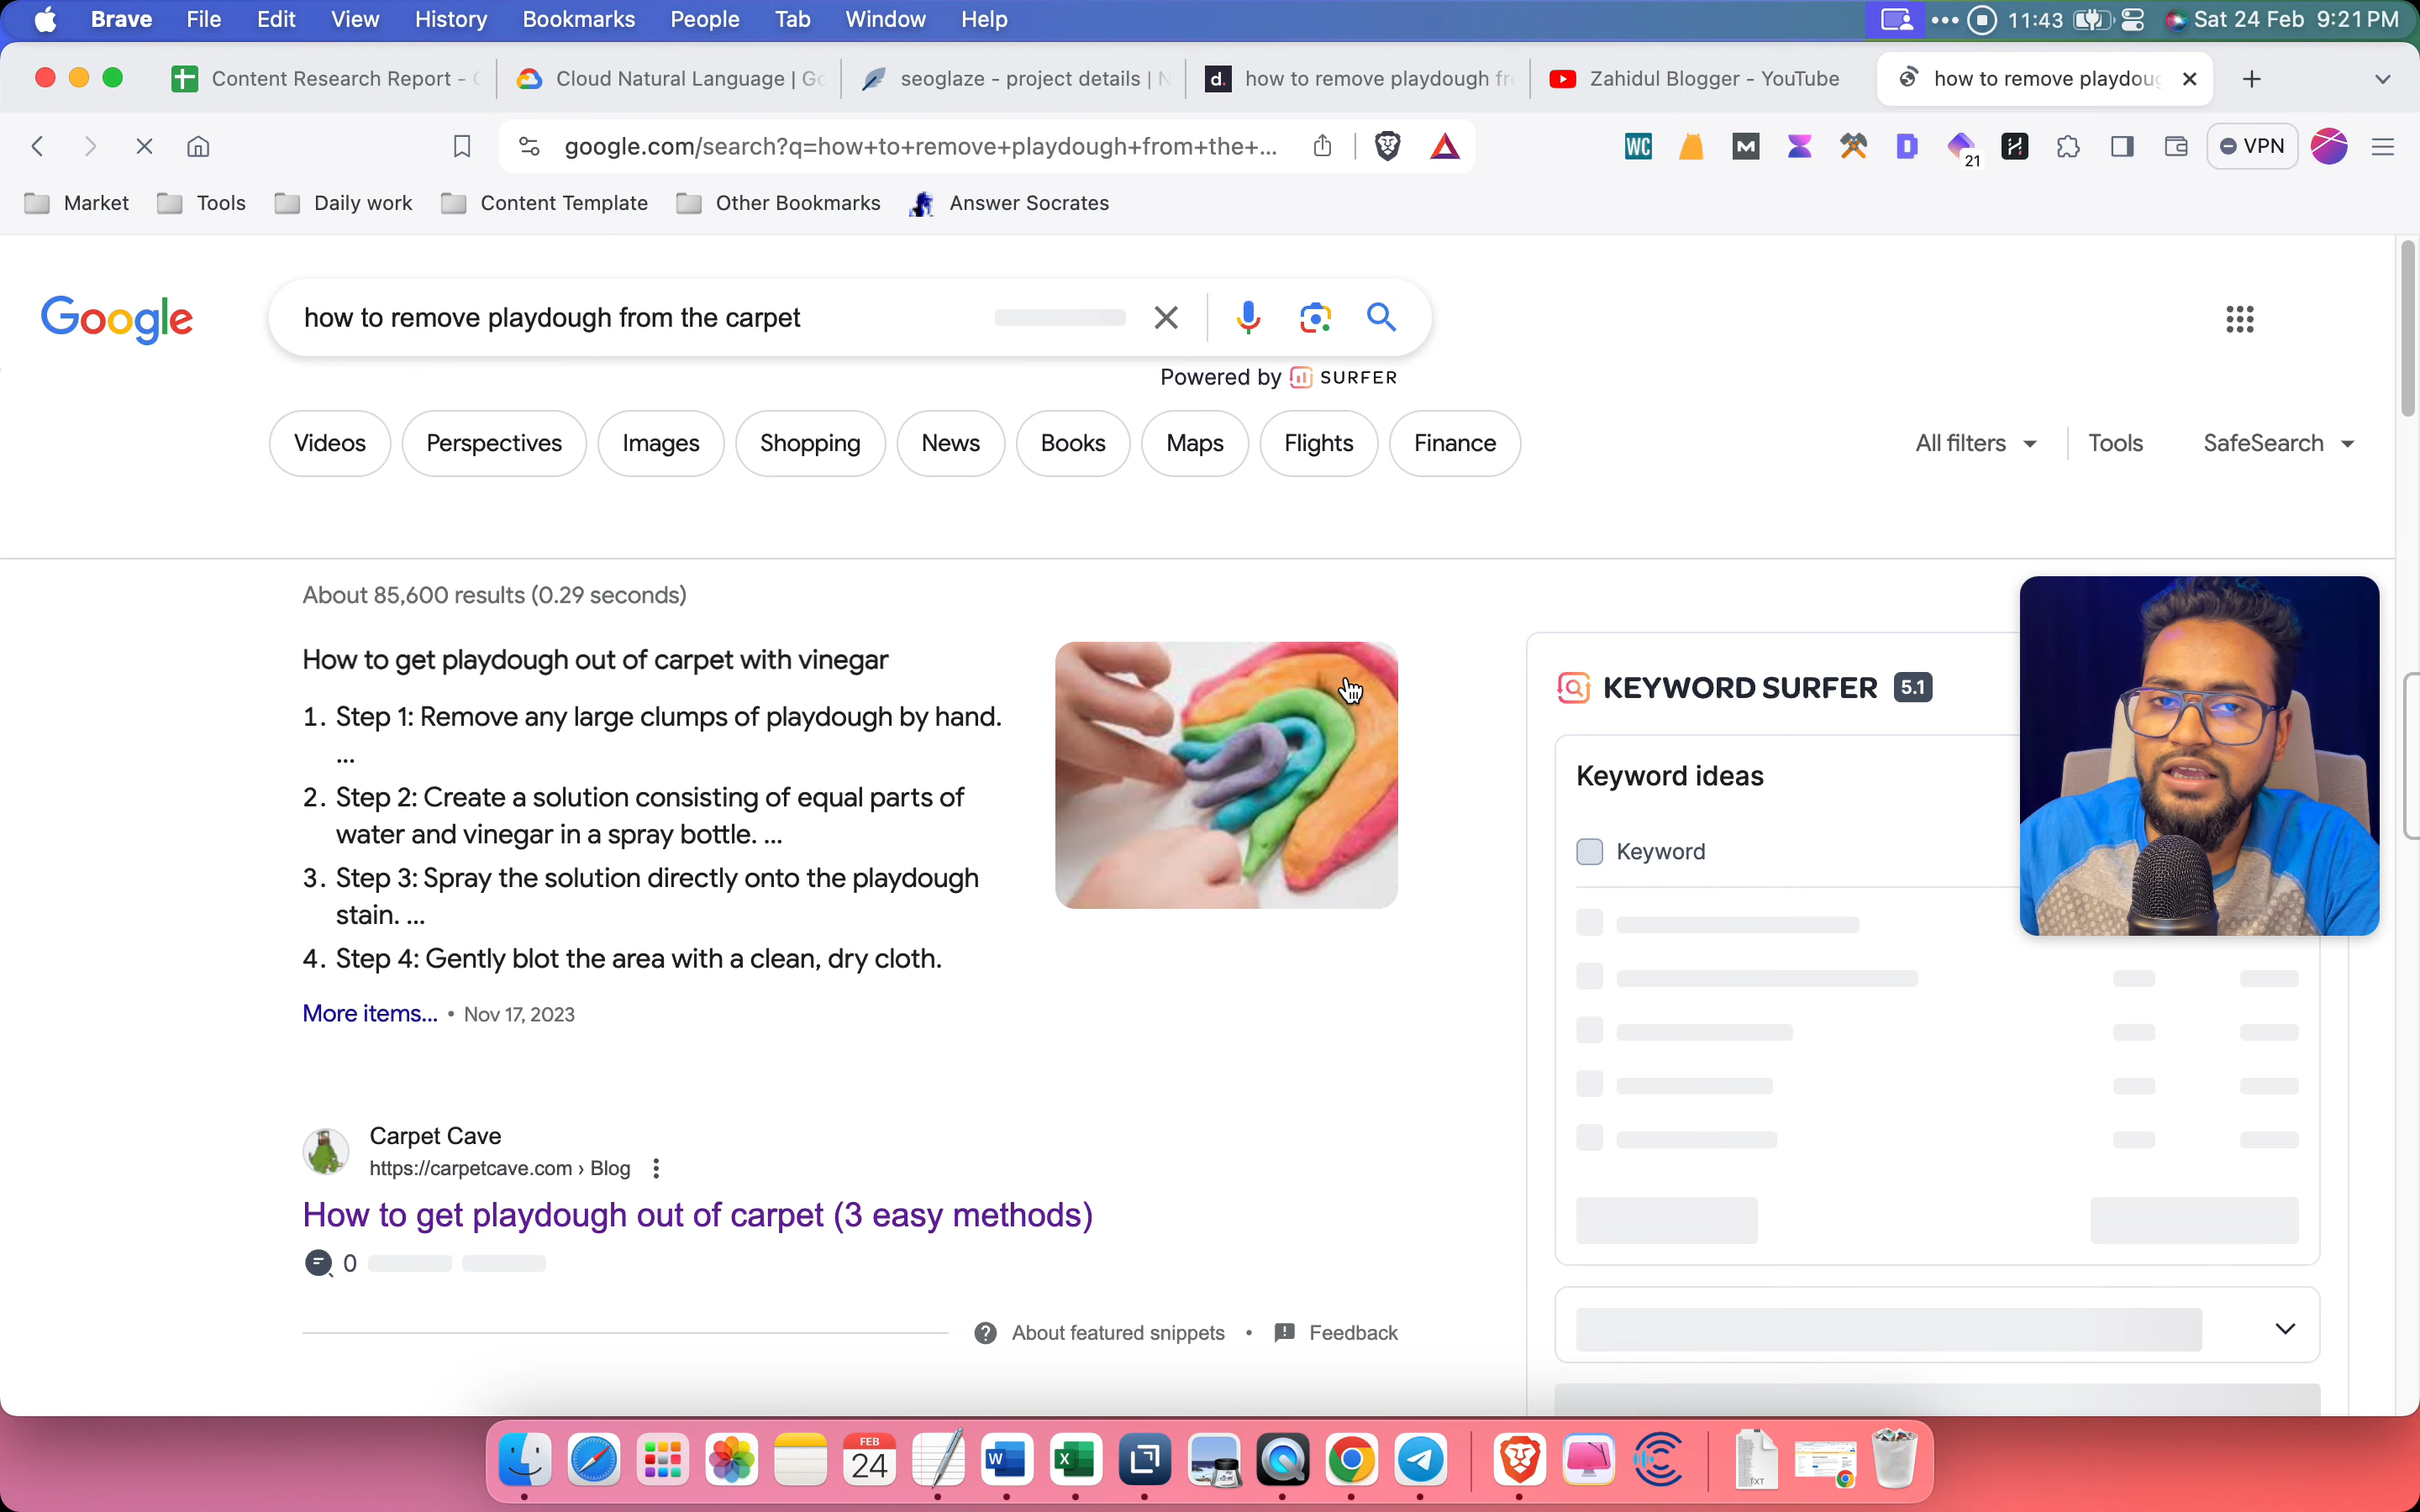 Brave File Edit View History Bookmarks People Tab Window Help 11:43 Sat 24 Feb 9:21 PM
Content Research Report - Cloud Natural Language | Go seoglaze - project details | N how to remove playdough fr Zahidul Blogger - YouTube how to remove playdoug
google.com/search?q=how+to+remove+playdough+from+the+... WC M D 21 VPN
Market Tools Daily work Content Template Other Bookmarks Answer Socrates
Google how to remove playdough from the carpet
Powered by SURFER
Videos Perspectives Images Shopping News Books Maps Flights Finance All filters Tools SafeSearch
About 85,600 results (0.29 seconds)
How to get playdough out of carpet with vinegar
1. Step 1: Remove any large clumps of playdough by hand.
...
2. Step 2: Create a solution consisting of equal parts of
water and vinegar in a spray bottle. ...
3. Step 3: Spray the solution directly onto the playdough
stain. ...
4. Step 4: Gently blot the area with a clean, dry cloth.
More items... • Nov 17, 2023
KEYWORD SURFER 5.1
Keyword ideas
Keyword
Carpet Cave
https://carpetcave.com › Blog
How to get playdough out of carpet (3 easy methods)
0
About featured snippets • Feedback
FEB
24
W
X
TXT